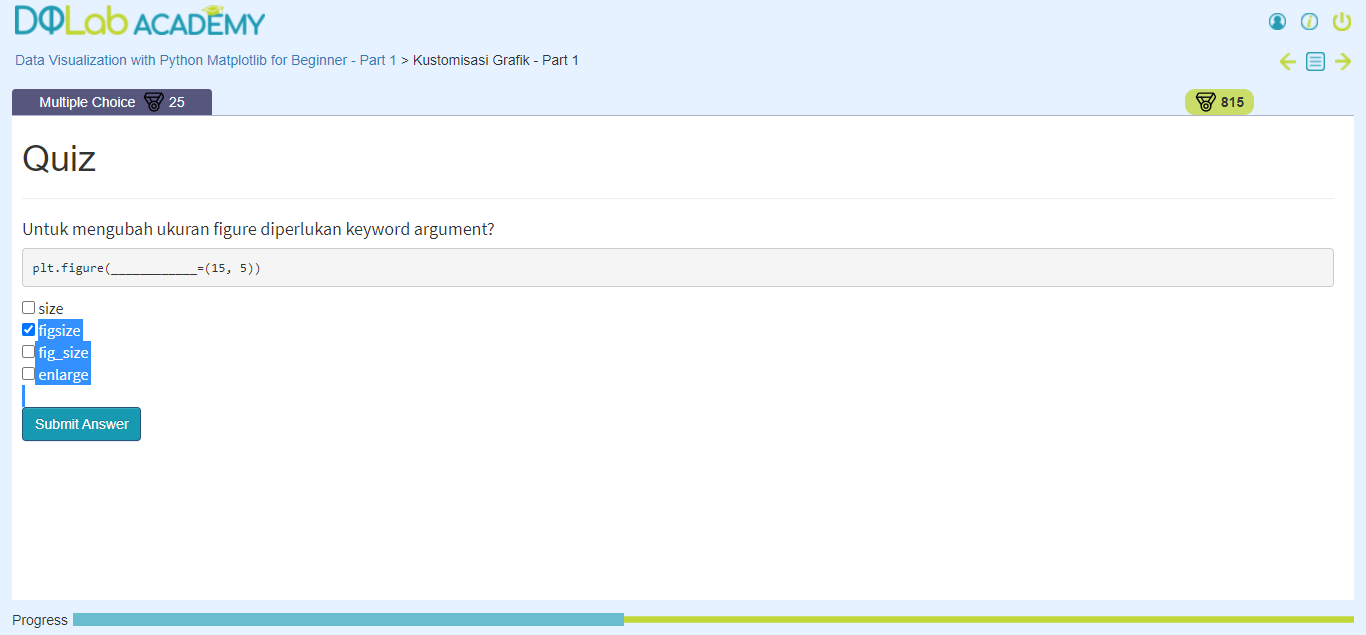 DQLab ACADEMY
Data Visualization with Python Matplotlib for Beginner - Part 1 > Kustomisasi Grafik - Part 1
Multiple Choice 25
815
Quiz
Untuk mengubah ukuran figure diperlukan keyword argument?
plt.figure(____________=(15, 5))
size
figsize
fig_size
enlarge
Submit Answer
Progress